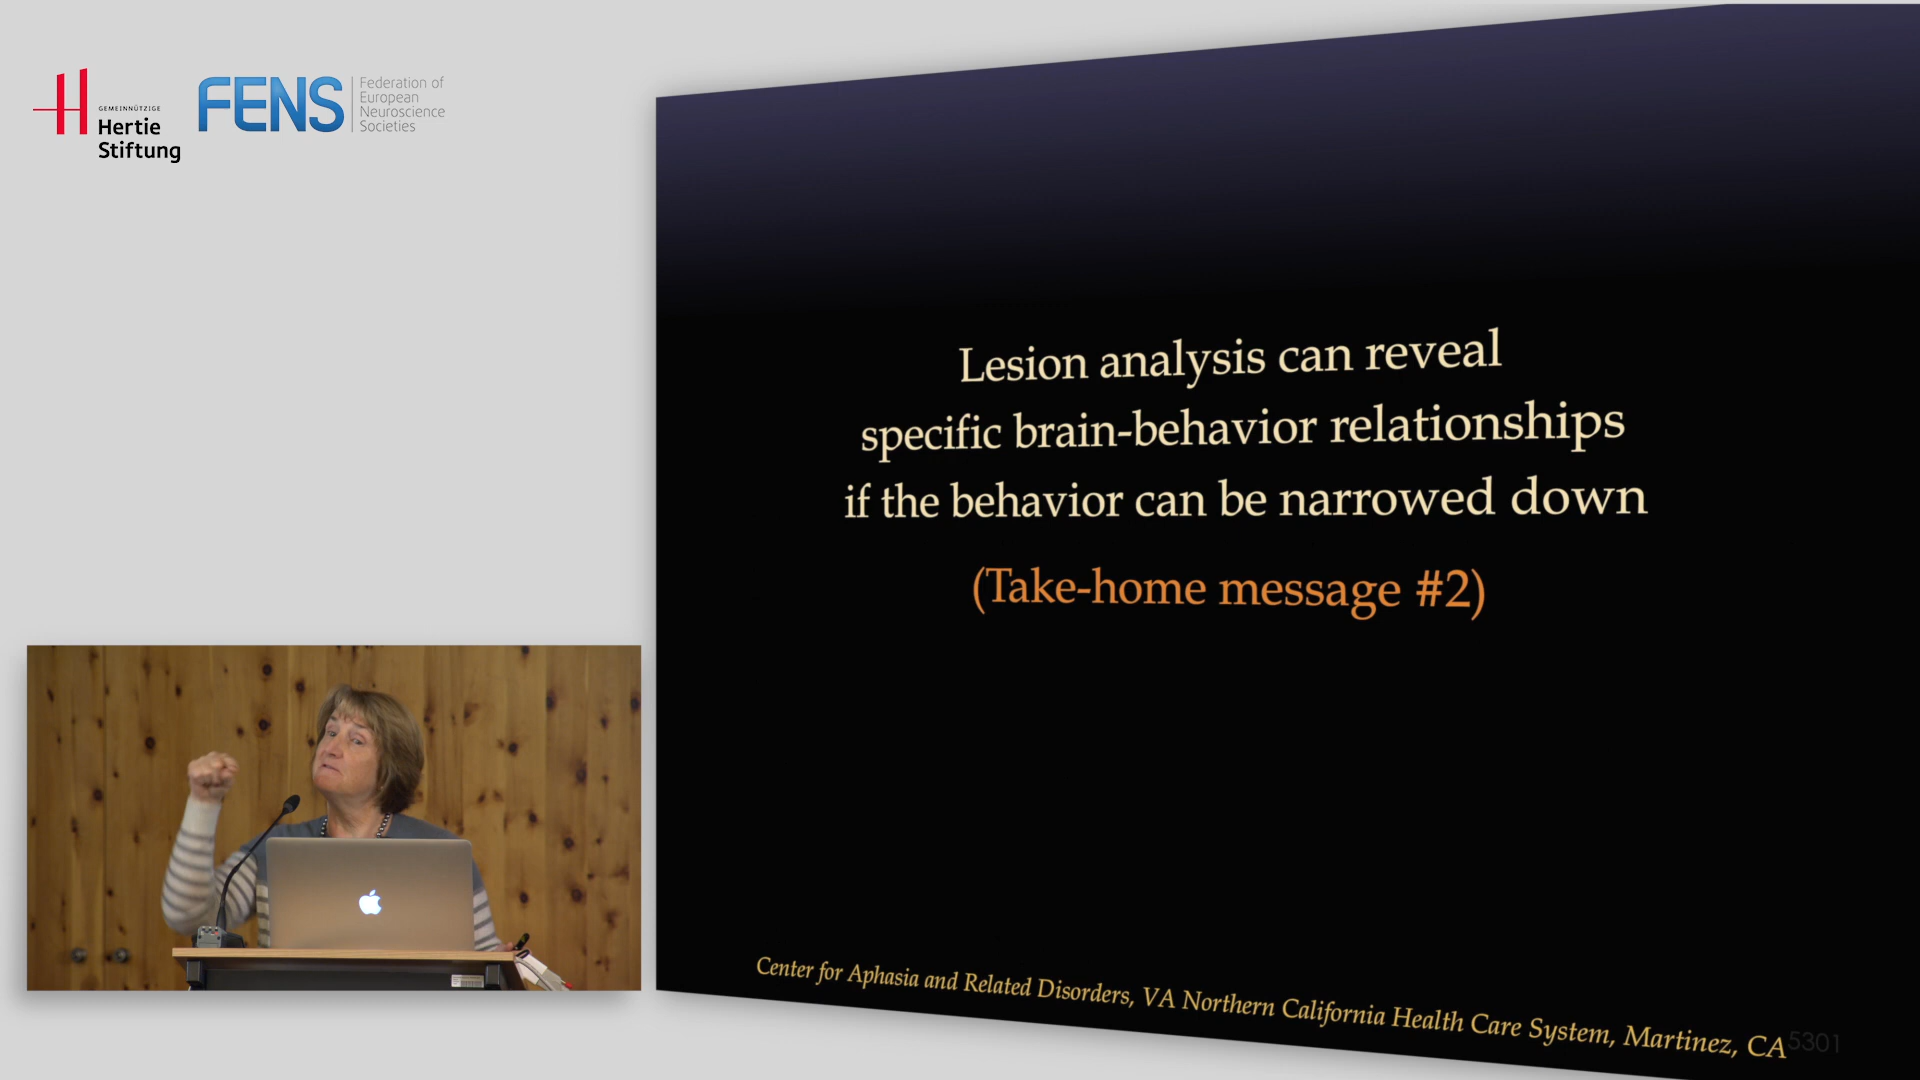 GEMEINNÜTZIGE
Hertie
Stiftung
FENS
Federation of
European
Neuroscience
Societies
Lesion analysis can reveal
specific brain-behavior relationships
if the behavior can be narrowed down
(Take-home message #2)
Center for Aphasia and Related Disorders, VA Northern California Health Care System, Martinez, CA
5301